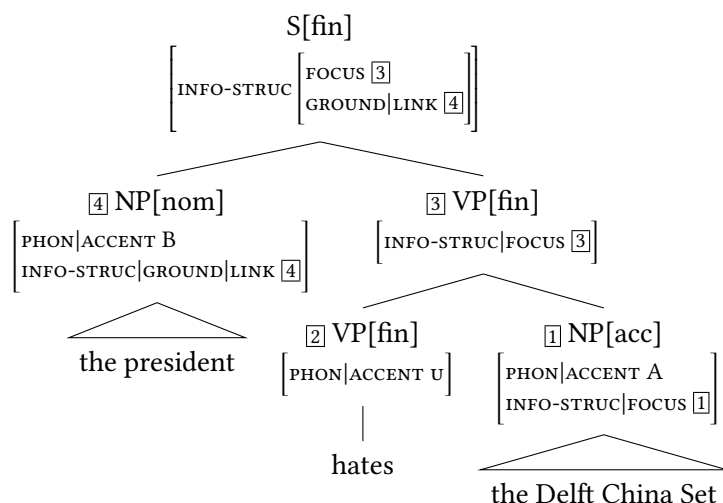 S[fin]
INFO-STRUC [FOCUS 3
GROUND|LINK 4]
4 NP[nom]
PHON|ACCENT B
INFO-STRUC|GROUND|LINK 4
3 VP[fin]
[INFO-STRUC|FOCUS 3]
the president
2 VP[fin]
[PHON|ACCENT U]
hates
1 NP[acc]
PHON|ACCENT A
INFO-STRUC|FOCUS 1
the Delft China Set